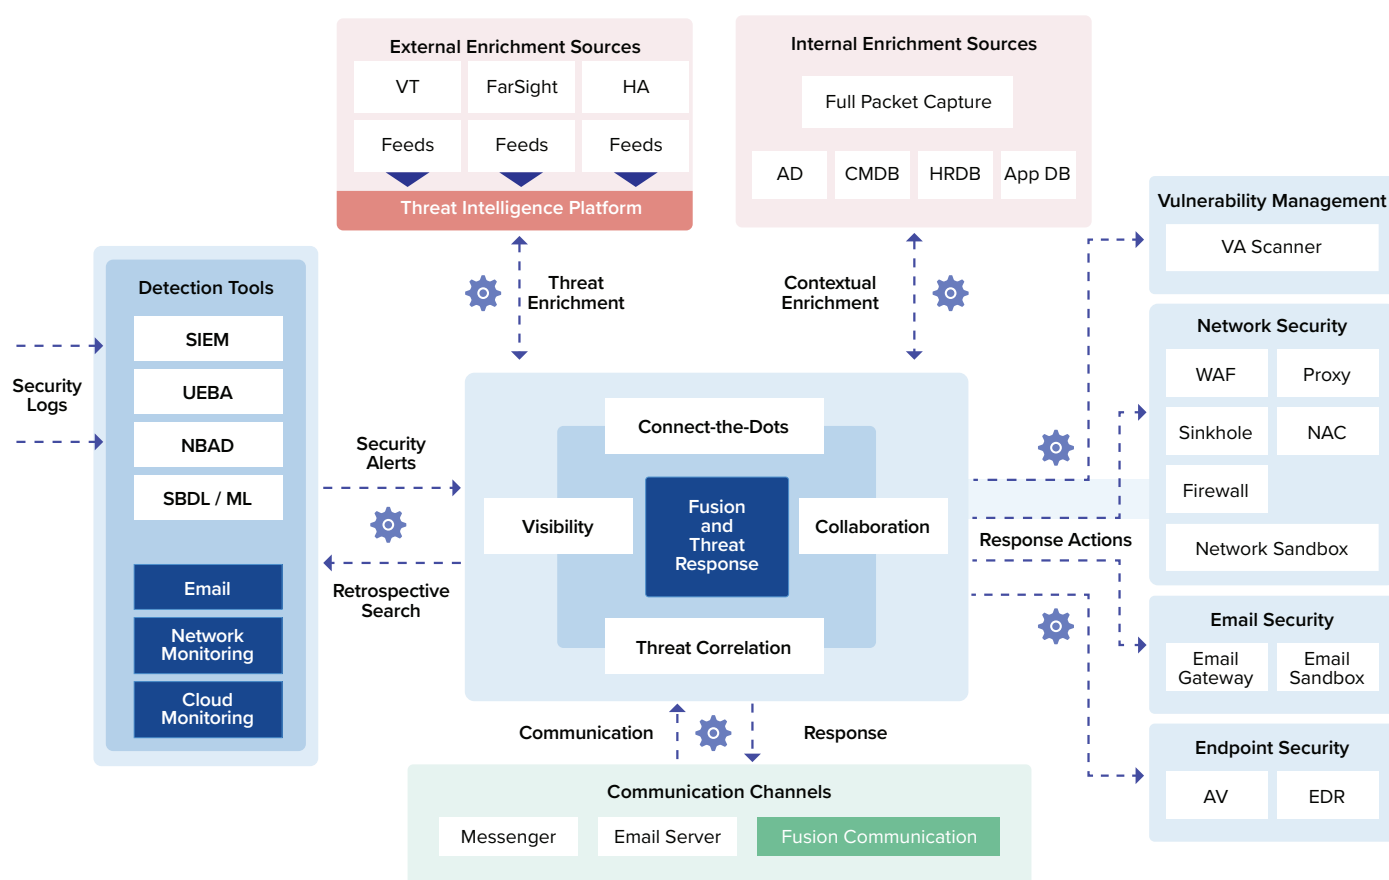 External Enrichment Sources
VT
FarSight
HA
Feeds
Feeds
Feeds
Threat Intelligence Platform
Internal Enrichment Sources
Full Packet Capture
AD
CMDB
HRDB
App DB
Threat
Enrichment
Contextual
Enrichment
Security
Logs
Detection Tools
SIEM
UEBA
NBAD
SBDL / ML
Email
Network
Monitoring
Cloud
Monitoring
Security
Alerts
Retrospective
Search
Connect-the-Dots
Visibility
Fusion
and
Threat
Response
Collaboration
Threat Correlation
Response Actions
Vulnerability Management
VA Scanner
Network Security
WAF
Proxy
Sinkhole
NAC
Firewall
Network Sandbox
Email Security
Email
Gateway
Email
Sandbox
Endpoint Security
AV
EDR
Communication
Response
Communication Channels
Messenger
Email Server
Fusion Communication